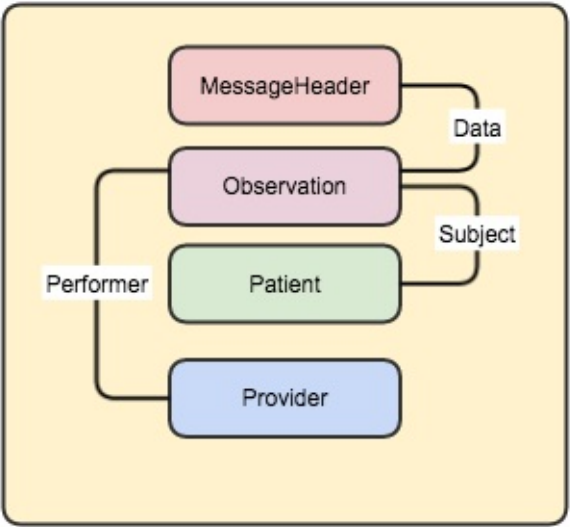 MessageHeader
Data
Observation
Subject
Performer
Patient
Provider